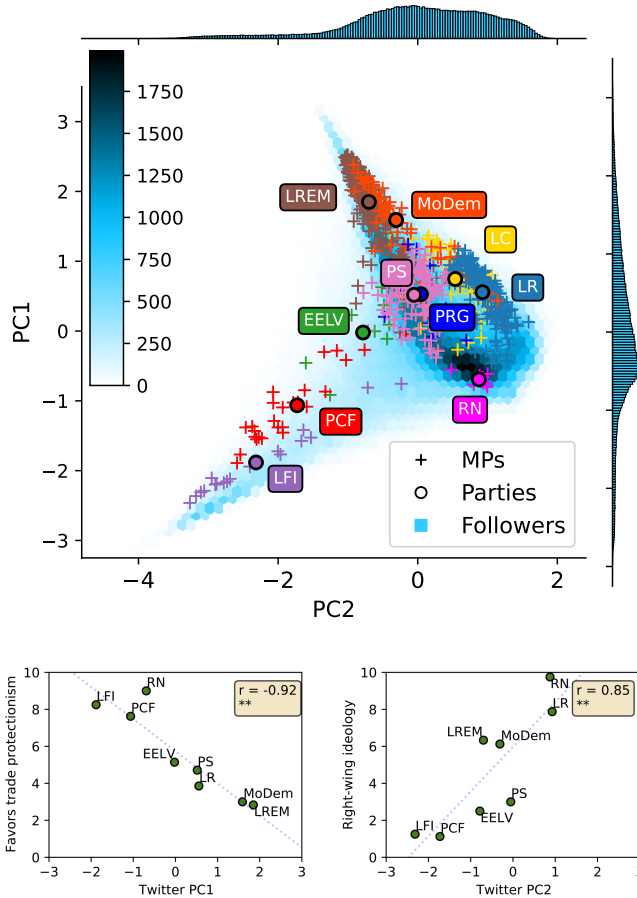 1750
1500
1250
1000
750
500
250
0
3
2
1
0
−1
−2
−3
PC1
LREM
MoDem
LC
PS
LR
EELV
PRG
RN
PCF
LFI
MPs
Parties
Followers
−4
−2
0
2
PC2
10
8
6
4
2
0
Favors trade protectionism
RN
LFI
PCF
EELV
PS
LR
MoDem
LREM
r = -0.92
**
−3
−2
−1
0
1
2
3
Twitter PC1
10
8
6
4
2
0
Right-wing ideology
RN
LR
LREM
MoDem
PS
EELV
LFI
PCF
r = 0.85
**
−3
−2
−1
0
1
2
3
Twitter PC2